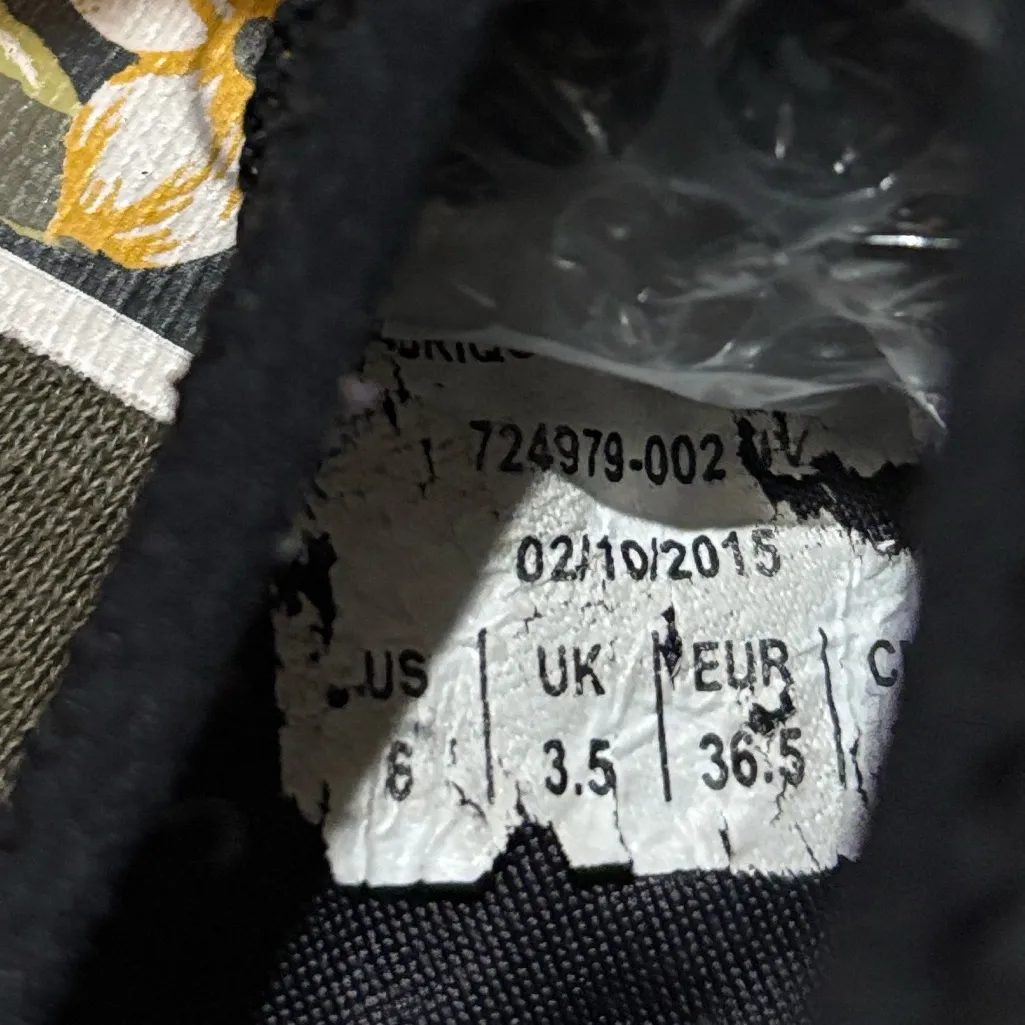 724979-002
02/10/2015
US | UK | EUR |
6 | 3.5 | 36.5 |